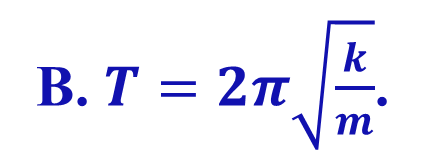 B. T = 2π√(k/m).